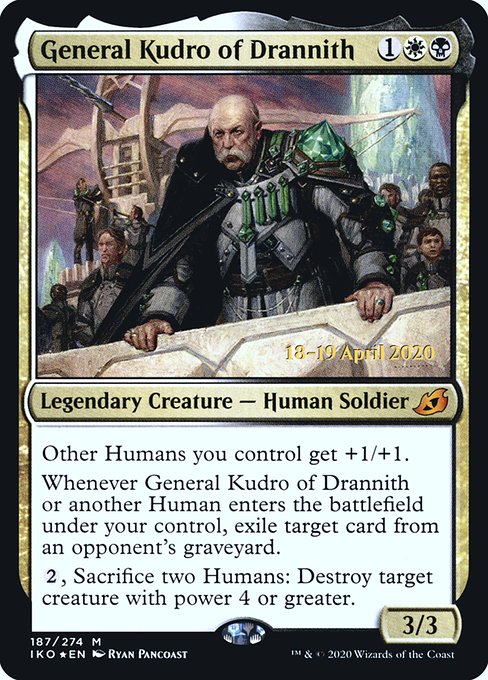 General Kudro of Drannith 1
18-19 April 2020
Legendary Creature — Human Soldier
Other Humans you control get +1/+1.
Whenever General Kudro of Drannith
or another Human enters the battlefield
under your control, exile target card from
an opponent's graveyard.
2, Sacrifice two Humans: Destroy target
creature with power 4 or greater.
3/3
187/274 M
IKO ★ EN Ryan Pancoast
™ & © 2020 Wizards of the Coast